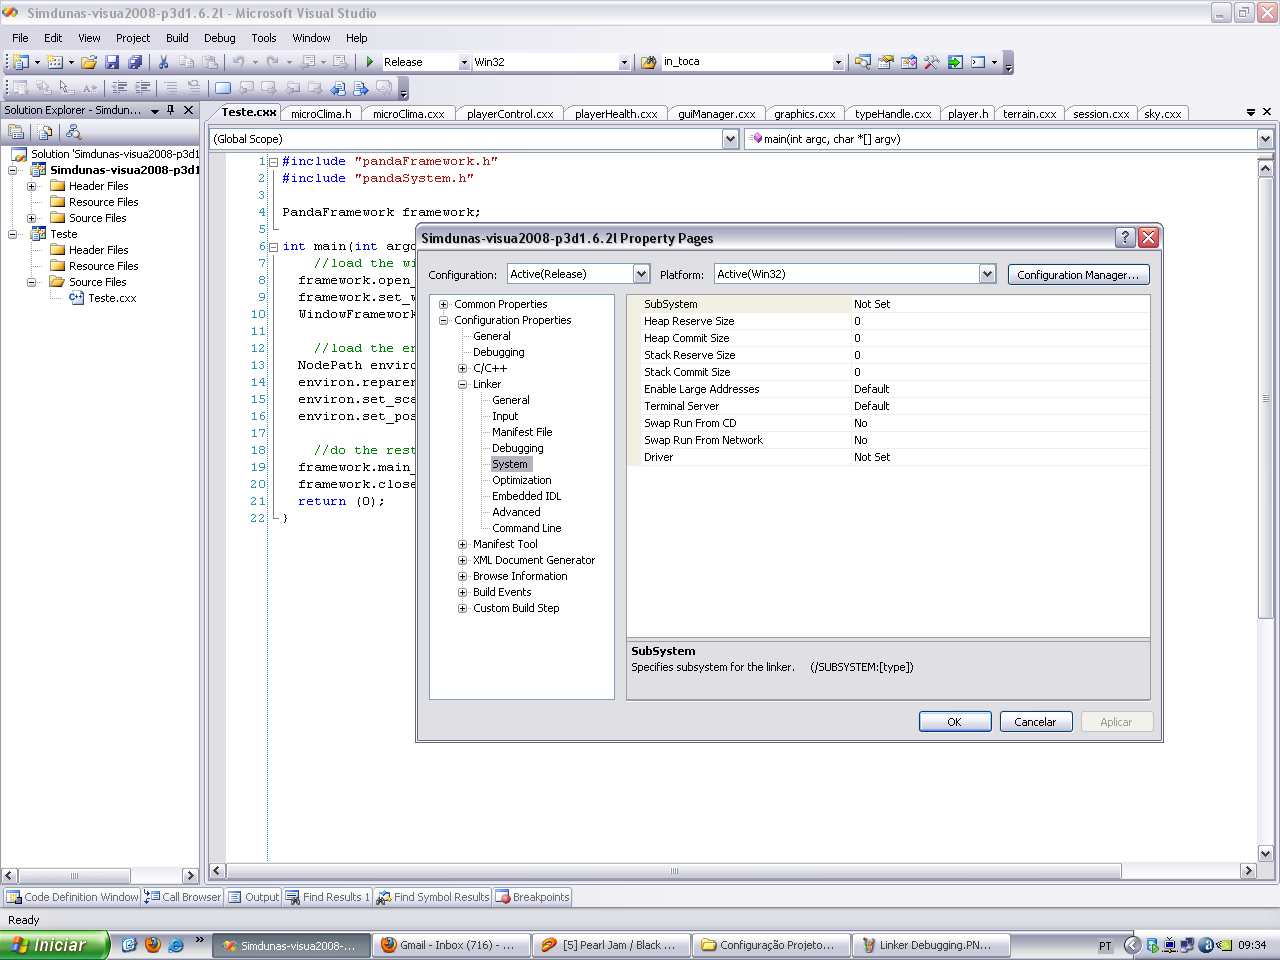 Simdunas-visua2008-p3d1.6.2l - Microsoft Visual Studio
File Edit View Project Build Debug Tools Window Help
Release Win32 in_toca
Solution Explorer - Simdun...
Solution 'Simdunas-visua2008-p3d1
Simdunas-visua2008-p3d1
Header Files
Resource Files
Source Files
Teste
Header Files
Resource Files
Source Files
Teste.cxx
Teste.cxx microClima.h microClima.cxx playerControl.cxx playerHealth.cxx guiManager.cxx graphics.cxx typeHandle.cxx player.h terrain.cxx session.cxx sky.cxx
(Global Scope) main(int argc, char *[] argv)
1 #include "pandaFramework.h"
2 #include "pandaSystem.h"
3
4 PandaFramework framework;
5
6 int main(int argc
7 //load the wi
8 framework.open_
9 framework.set_w
10 WindowFramework
11
12 //load the en
13 NodePath enviro
14 environ.reparen
15 environ.set_sca
16 environ.set_pos
17
18 //do the rest
19 framework.main_
20 framework.close
21 return (0);
22 }
Simdunas-visua2008-p3d1.6.2l Property Pages
Configuration: Active(Release) Platform: Active(Win32) Configuration Manager...
Common Properties
Configuration Properties
General
Debugging
C/C++
Linker
General
Input
Manifest File
Debugging
System
Optimization
Embedded IDL
Advanced
Command Line
Manifest Tool
XML Document Generator
Browse Information
Build Events
Custom Build Step
SubSystem Not Set
Heap Reserve Size 0
Heap Commit Size 0
Stack Reserve Size 0
Stack Commit Size 0
Enable Large Addresses Default
Terminal Server Default
Swap Run From CD No
Swap Run From Network No
Driver Not Set
SubSystem
Specifies subsystem for the linker. (/SUBSYSTEM:[type])
OK Cancelar Aplicar
Code Definition Window Call Browser Output Find Results 1 Find Symbol Results Breakpoints
Ready
Iniciar Simdunas-visua2008-... Gmail - Inbox (716) - ... [5] Pearl Jam / Black ... Configuração Projeto... Linker Debugging.PN... PT 09:34